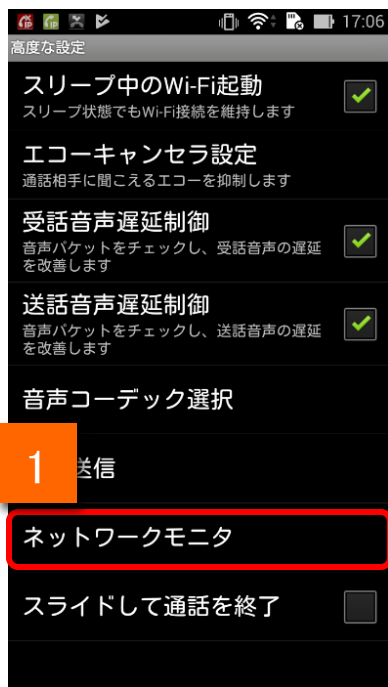 17:06
高度な設定
スリープ中のWi-Fi起動
スリープ状態でもWi-Fi接続を維持します
エコーキャンセラ設定
通話相手に聞こえるエコーを抑制します
受話音声遅延制御
音声パケットをチェックし、受話音声の遅延
を改善します
送話音声遅延制御
音声パケットをチェックし、送話音声の遅延
を改善します
音声コーデック選択
1
送信
ネットワークモニタ
スライドして通話を終了